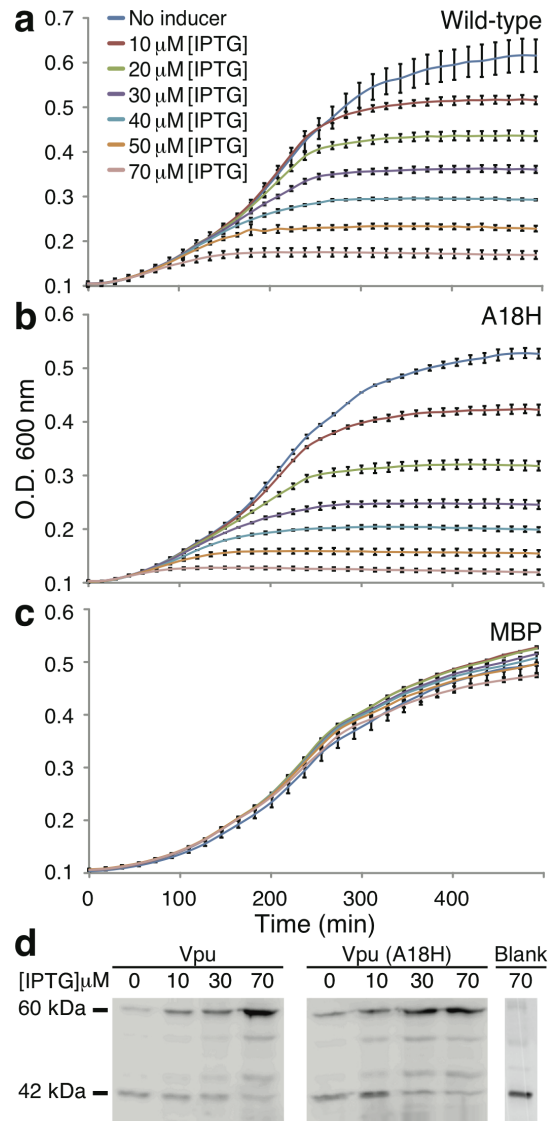 a
Wild-type
0.7
0.6
0.5
0.4
0.3
0.2
0.1
No inducer
10 µM [IPTG]
20 µM [IPTG]
30 µM [IPTG]
40 µM [IPTG]
50 µM [IPTG]
70 µM [IPTG]
b
A18H
0.6
0.5
0.4
0.3
0.2
0.1
O.D. 600 nm
c
MBP
0.6
0.5
0.4
0.3
0.2
0.1
0 100 200 300 400
Time (min)
d
Vpu Vpu (A18H) Blank
[IPTG]µM 0 10 30 70 0 10 30 70 70
60 kDa
42 kDa